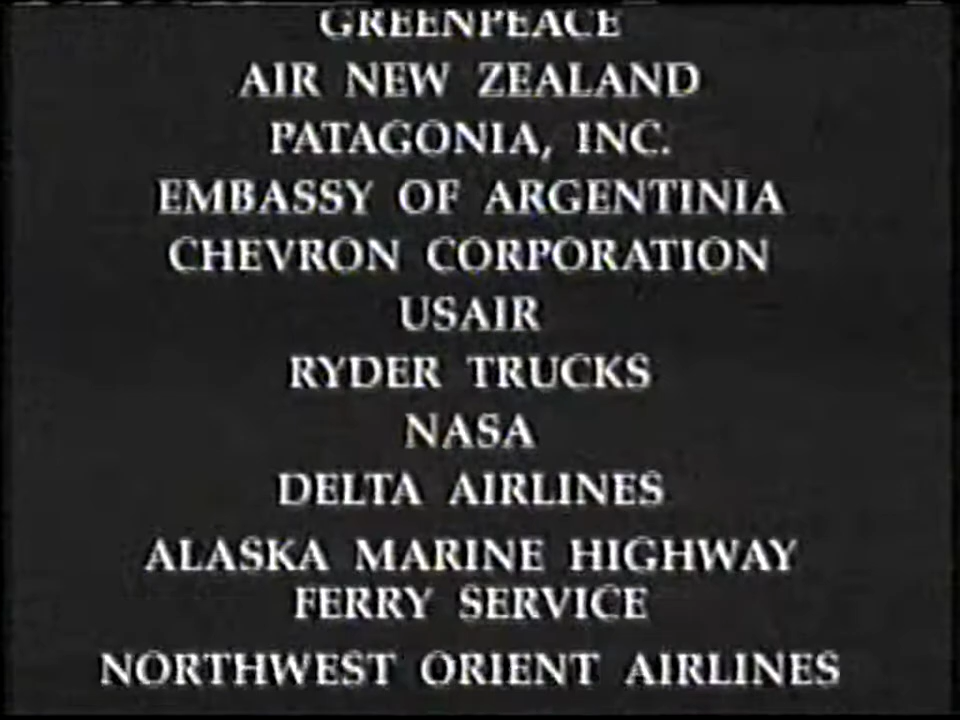 GREENPEACE
AIR NEW ZEALAND
PATAGONIA, INC.
EMBASSY OF ARGENTINIA
CHEVRON CORPORATION
USAIR
RYDER TRUCKS
NASA
DELTA AIRLINES
ALASKA MARINE HIGHWAY
FERRY SERVICE
NORTHWEST ORIENT AIRLINES